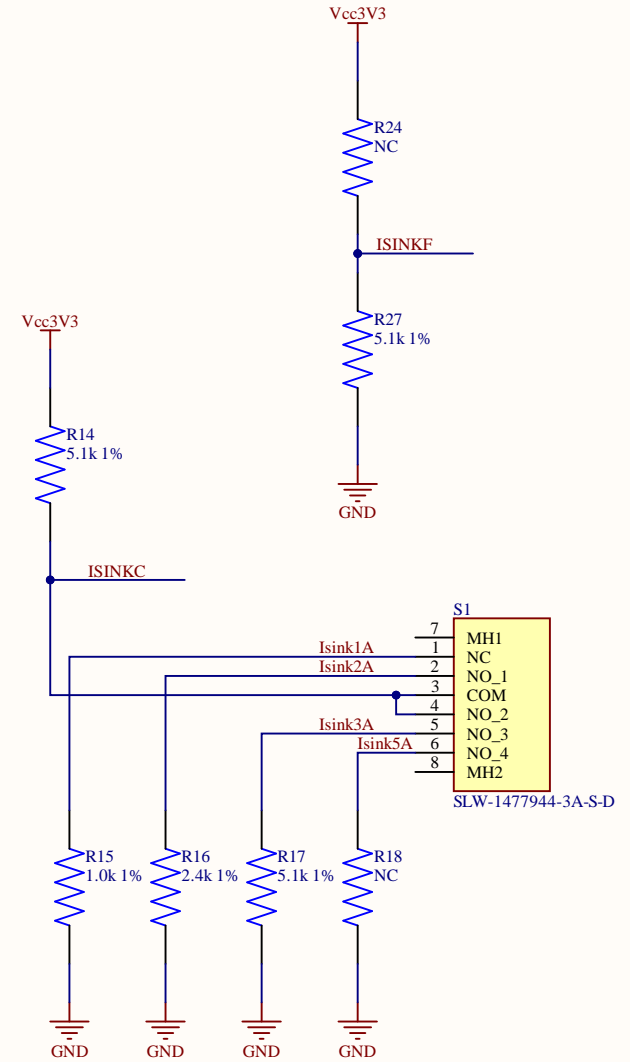 Vcc3V3
R24
NC
ISINKF
R27
5.1k 1%
GND
Vcc3V3
R14
5.1k 1%
ISINKC
S1
7 MH1
Isink1A 1 NC
Isink2A 2 NO_1
3 COM
4 NO_2
Isink3A 5 NO_3
Isink5A 6 NO_4
8 MH2
SLW-1477944-3A-S-D
R15
1.0k 1%
R16
2.4k 1%
R17
5.1k 1%
R18
NC
GND
GND
GND
GND